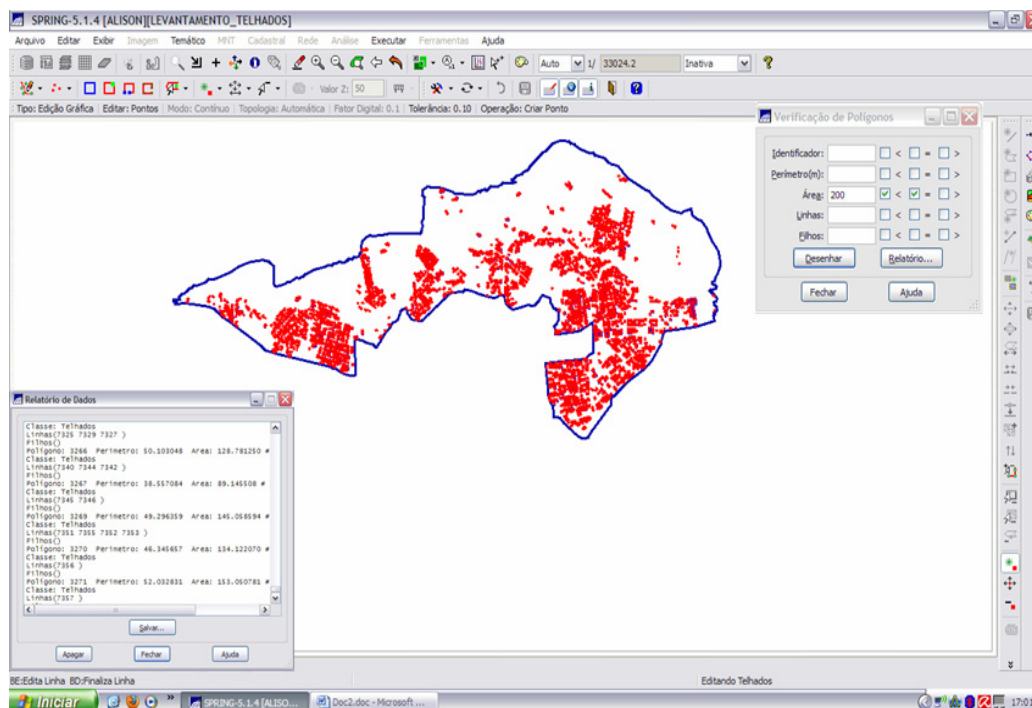 SPRING-5.1.4 [ALISON][LEVANTAMENTO_TELHADOS]
Arquivo Editar Exibir Imagem Temático MNT Cadastral Rede Análise Executar Ferramentas Ajuda
Auto 1/ 33024.2 Inativa
Valor Z: 50
Tipo: Edição Gráfica Editar: Pontos Modo: Contínuo Topologia: Automática Fator Digital: 0.1 Tolerância: 0.10 Operação: Criar Ponto
Verificação de Polígonos
Identificador: < = >
Perímetro(m): < = >
Área: 200 < = >
Linhas: < = >
Filhos: < = >
Desenhar Relatório...
Fechar Ajuda
Relatório de Dados
Classe: Telhados
Linhas(7325 7329 7327 )
Filhos()
Poligono: 3266 Perimetro: 50.103048 Area: 128.781250 #
Classe: Telhados
Linhas(7340 7344 7342 )
Filhos()
Poligono: 3267 Perimetro: 38.557084 Area: 89.145508 #
Classe: Telhados
Linhas(7345 7346 )
Filhos()
Poligono: 3269 Perimetro: 49.296359 Area: 145.058594 #
Classe: Telhados
Linhas(7351 7355 7352 7353 )
Filhos()
Poligono: 3270 Perimetro: 46.345657 Area: 134.122070 #
Classe: Telhados
Linhas(7356 )
Filhos()
Poligono: 3271 Perimetro: 52.032831 Area: 153.050781 #
Classe: Telhados
Linhas(7357 )
Salvar...
Apagar Fechar Ajuda
BE:Edita Linha BD:Finaliza Linha Editando Telhados
Iniciar SPRING-5.1.4 [ALISO... Doc2.doc - Microsoft ... 17:01